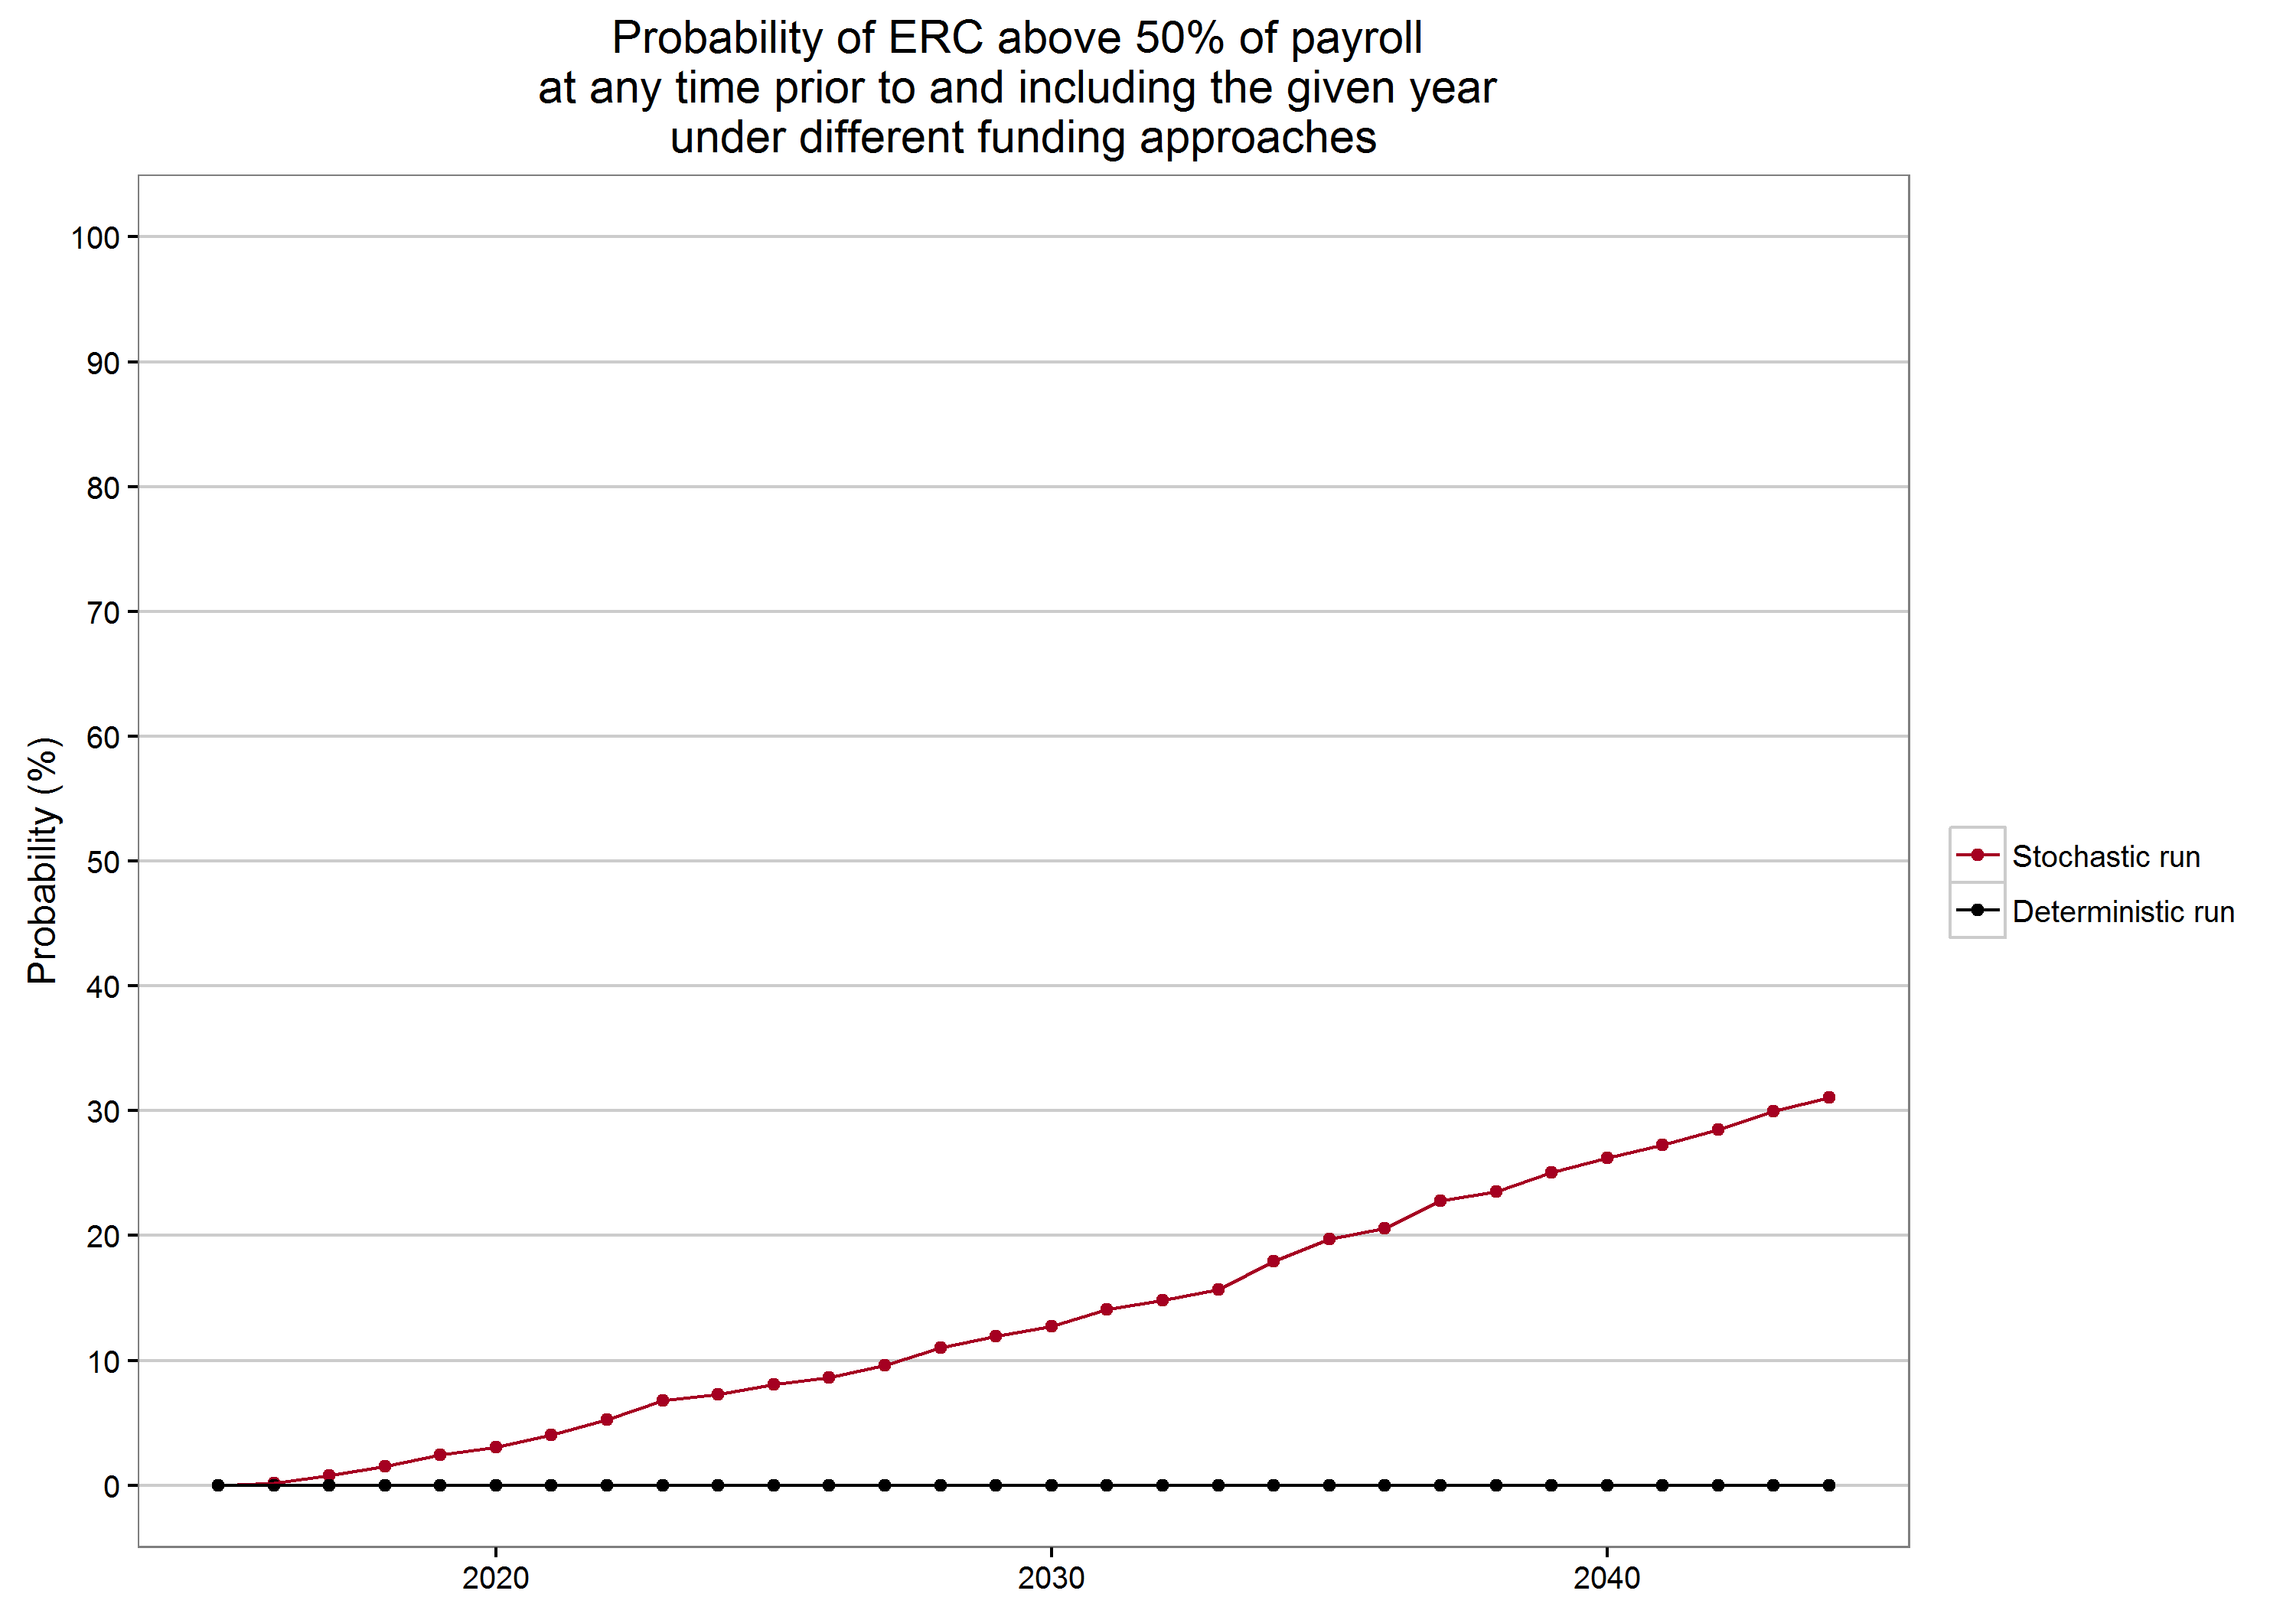 Probability of ERC above 50% of payroll
at any time prior to and including the given year
under different funding approaches
100
90
80
70
60
50
40
30
20
10
0
Probability (%)
2020
2030
2040
Stochastic run
Deterministic run